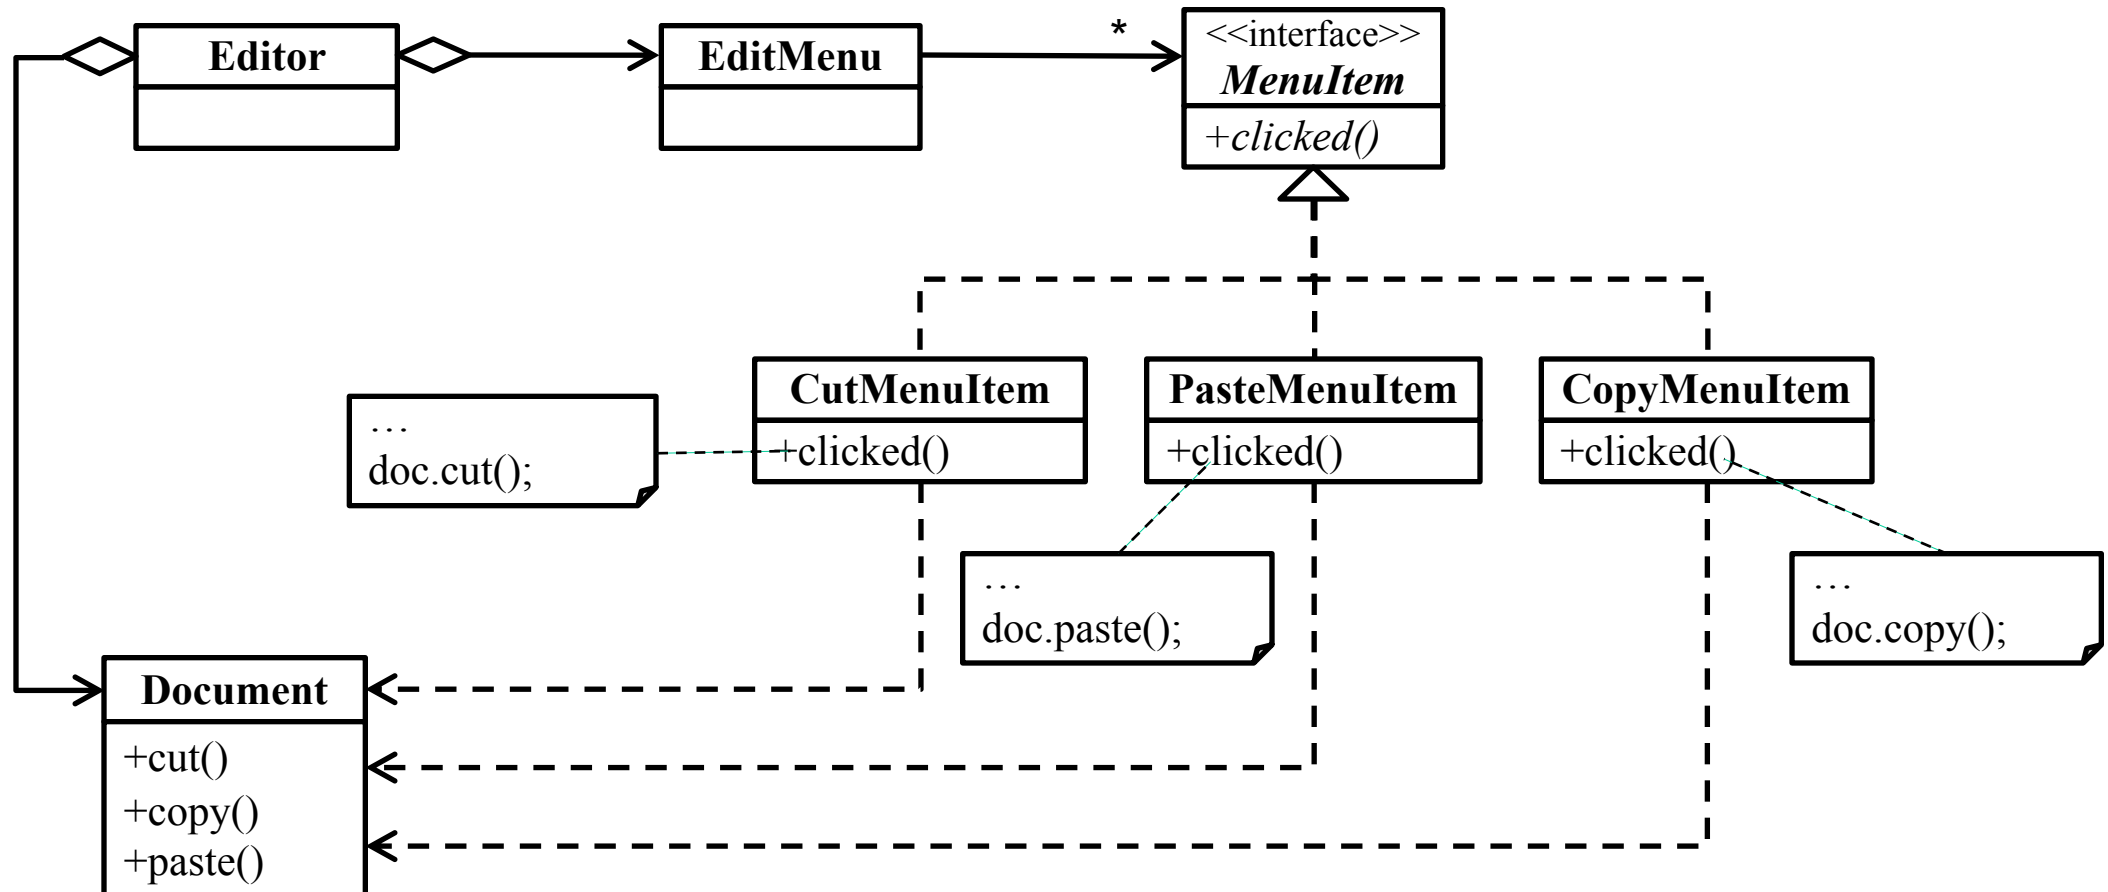 Editor
EditMenu
*
<<interface>>
MenuItem
+clicked()
CutMenuItem
+clicked()
PasteMenuItem
+clicked()
CopyMenuItem
+clicked()
…
doc.cut();
…
doc.paste();
…
doc.copy();
Document
+cut()
+copy()
+paste()